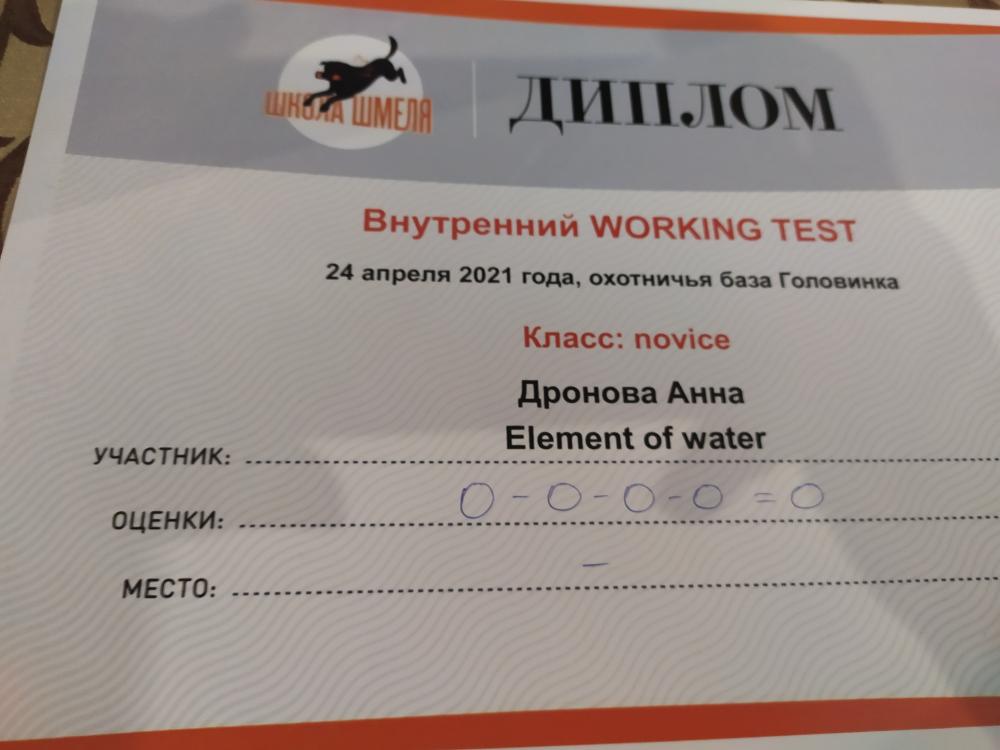 ШКОЛА ШМЕЛЯ
ДИПЛОМ
Внутренний WORKING TEST
24 апреля 2021 года, охотничья база Головинка
Класс: novice
Дронова Анна
Element of water
УЧАСТНИК:
0 - 0 - 0 - 0 = 0
ОЦЕНКИ:
–
МЕСТО: